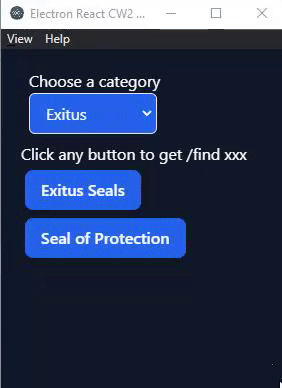 Electron React CW2 ...
View Help
Choose a category
Exitus
Click any button to get /find xxx
Exitus Seals
Seal of Protection